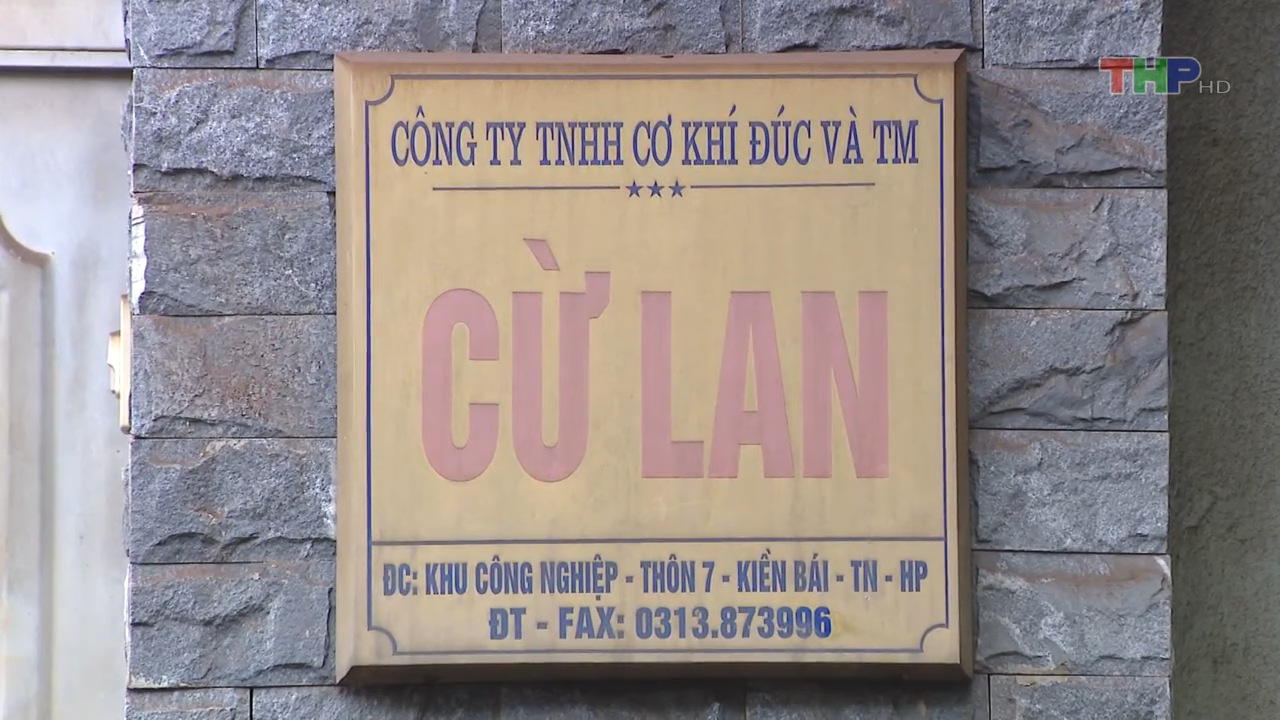 THP HD
CÔNG TY TNHH CƠ KHÍ ĐÚC VÀ TM
CỪ LAN
ĐC: KHU CÔNG NGHIỆP - THÔN 7 - KIỀN BÁI - TN - HP
ĐT - FAX: 0313.873996